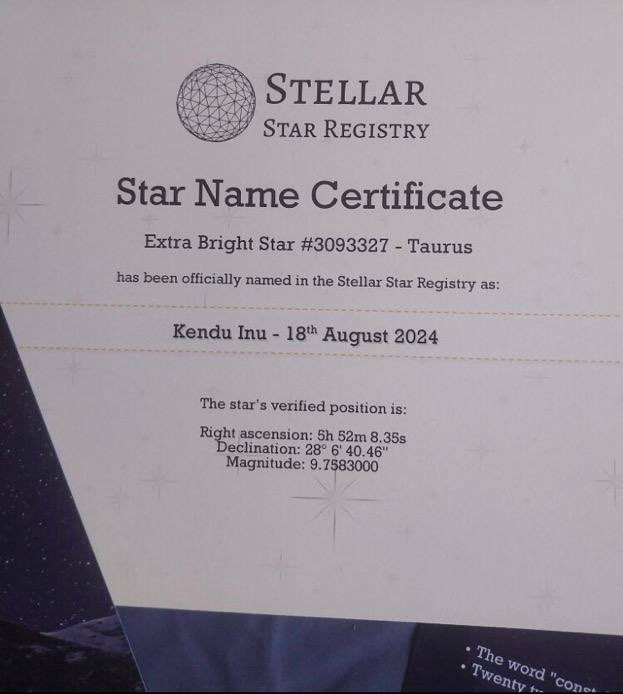 STELLAR
STAR REGISTRY
Star Name Certificate
Extra Bright Star #3093327 - Taurus
has been officially named in the Stellar Star Registry as:
Kendu Inu - 18th August 2024
The star's verified position is:
Right ascension: 5h 52m 8.35s
Declination: 28° 6' 40.46"
Magnitude: 9.7583000
• The word "const
• Twenty